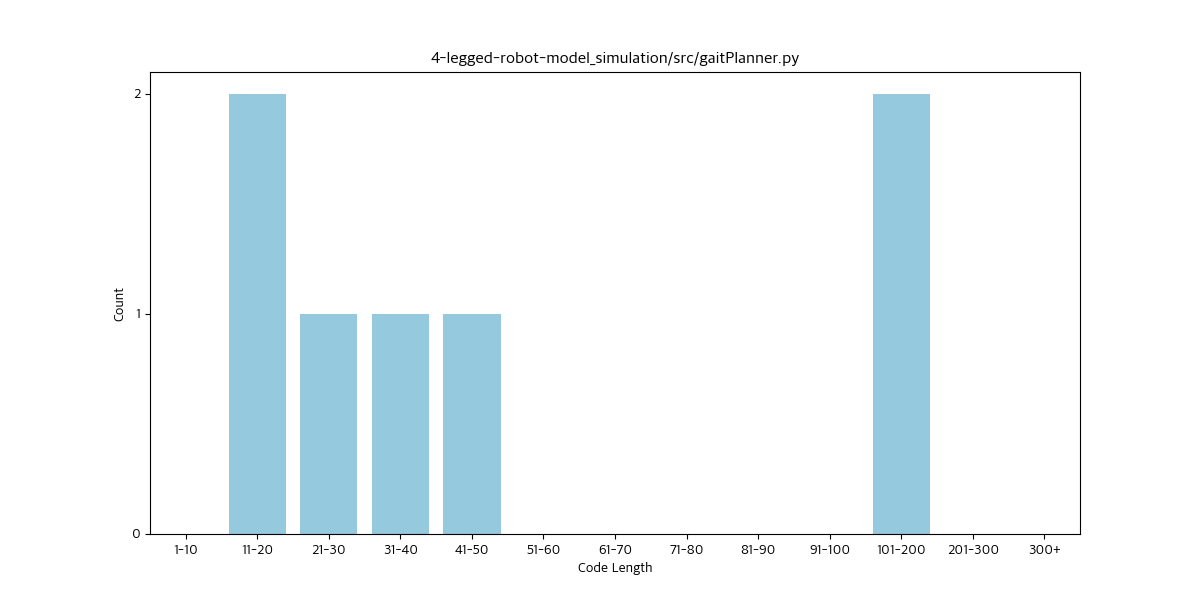 4-legged-robot-model_simulation/src/gaitPlanner.py
2
1
0
Count
1-10 11-20 21-30 31-40 41-50 51-60 61-70 71-80 81-90 91-100 101-200 201-300 300+
Code Length